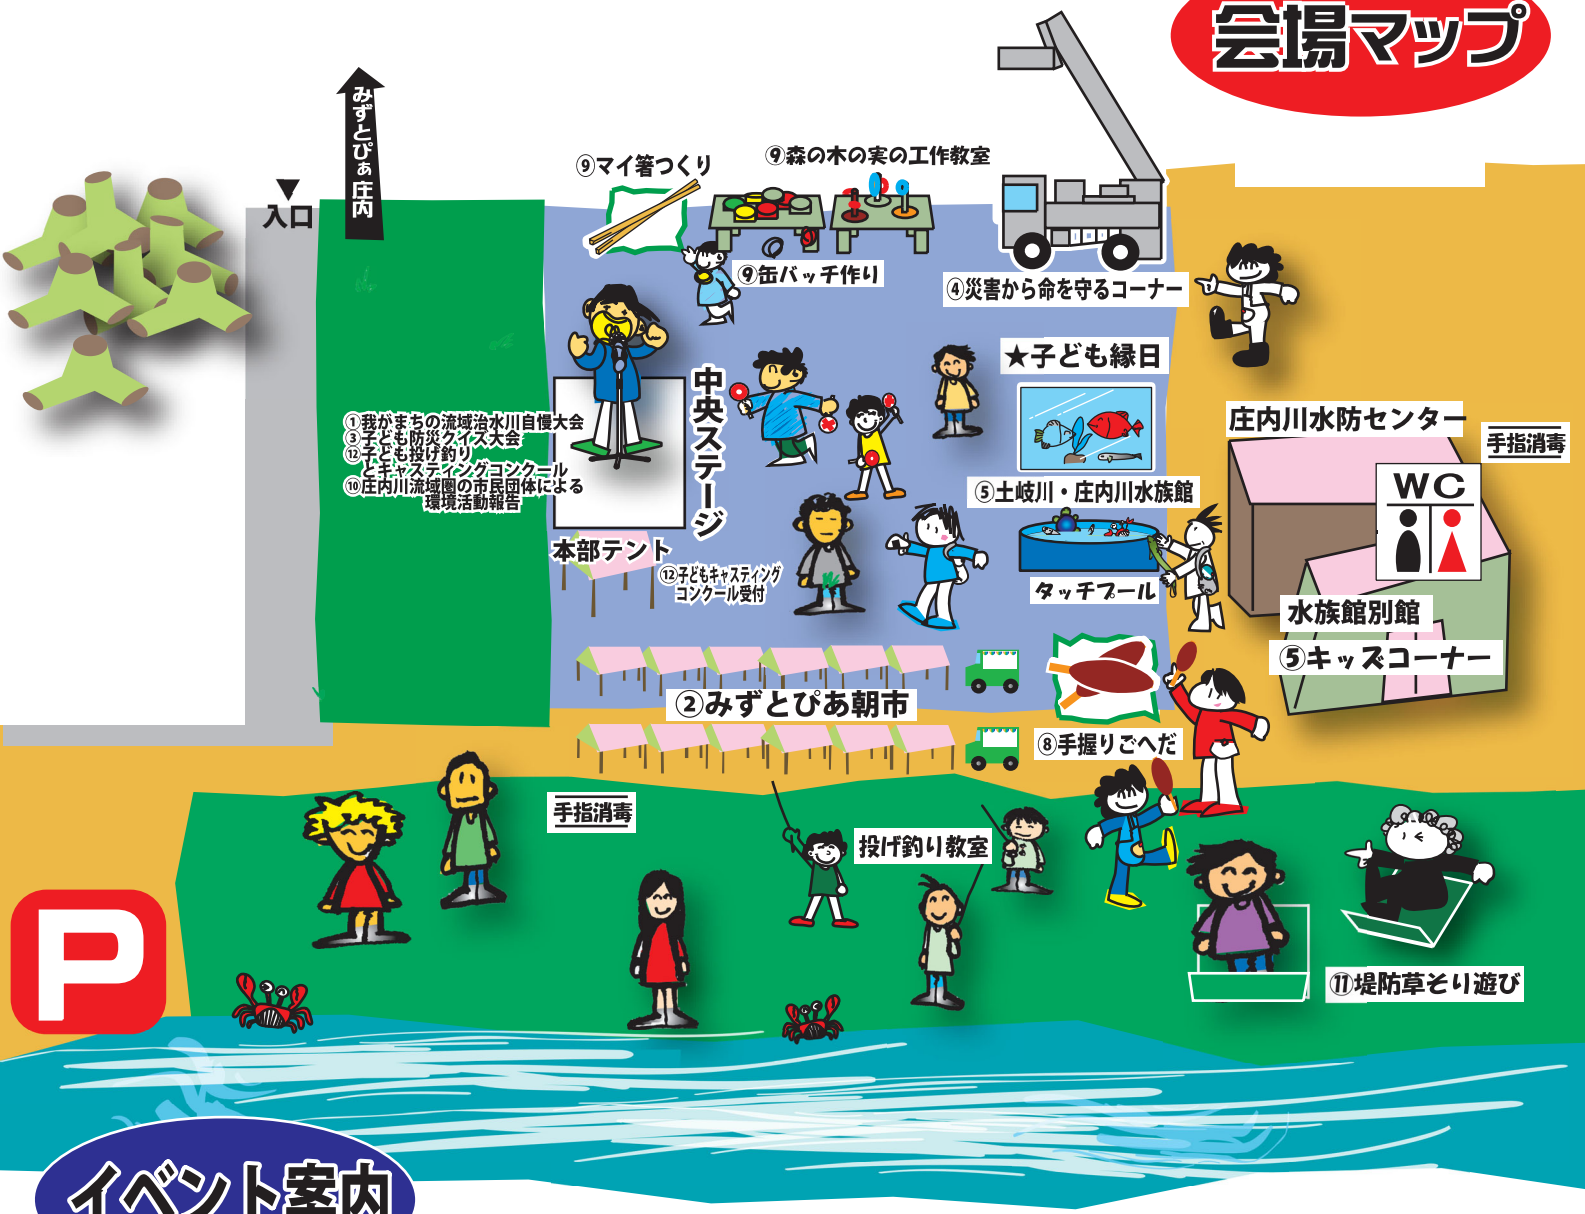 会場マップ
みずとぴぁ庄内
入口
⑨マイ箸つくり
⑨森の木の実の工作教室
⑨缶バッチ作り
④災害から命を守るコーナー
★子ども縁日
中央ステージ
①我がまちの流域治水川自慢大会
③子ども防災クイズ大会
⑫子ども投げ釣り
とキャスティングコンクール
⑩庄内川流域圏の市民団体による
環境活動報告
庄内川水防センター
手指消毒
WC
⑤土岐川・庄内川水族館
本部テント
⑫子どもキャスティング
コンクール受付
タッチプール
水族館別館
⑤キッズコーナー
②みずとぴあ朝市
⑧手握りごへだ
手指消毒
投げ釣り教室
P
⑪堤防草そり遊び
イベント案内